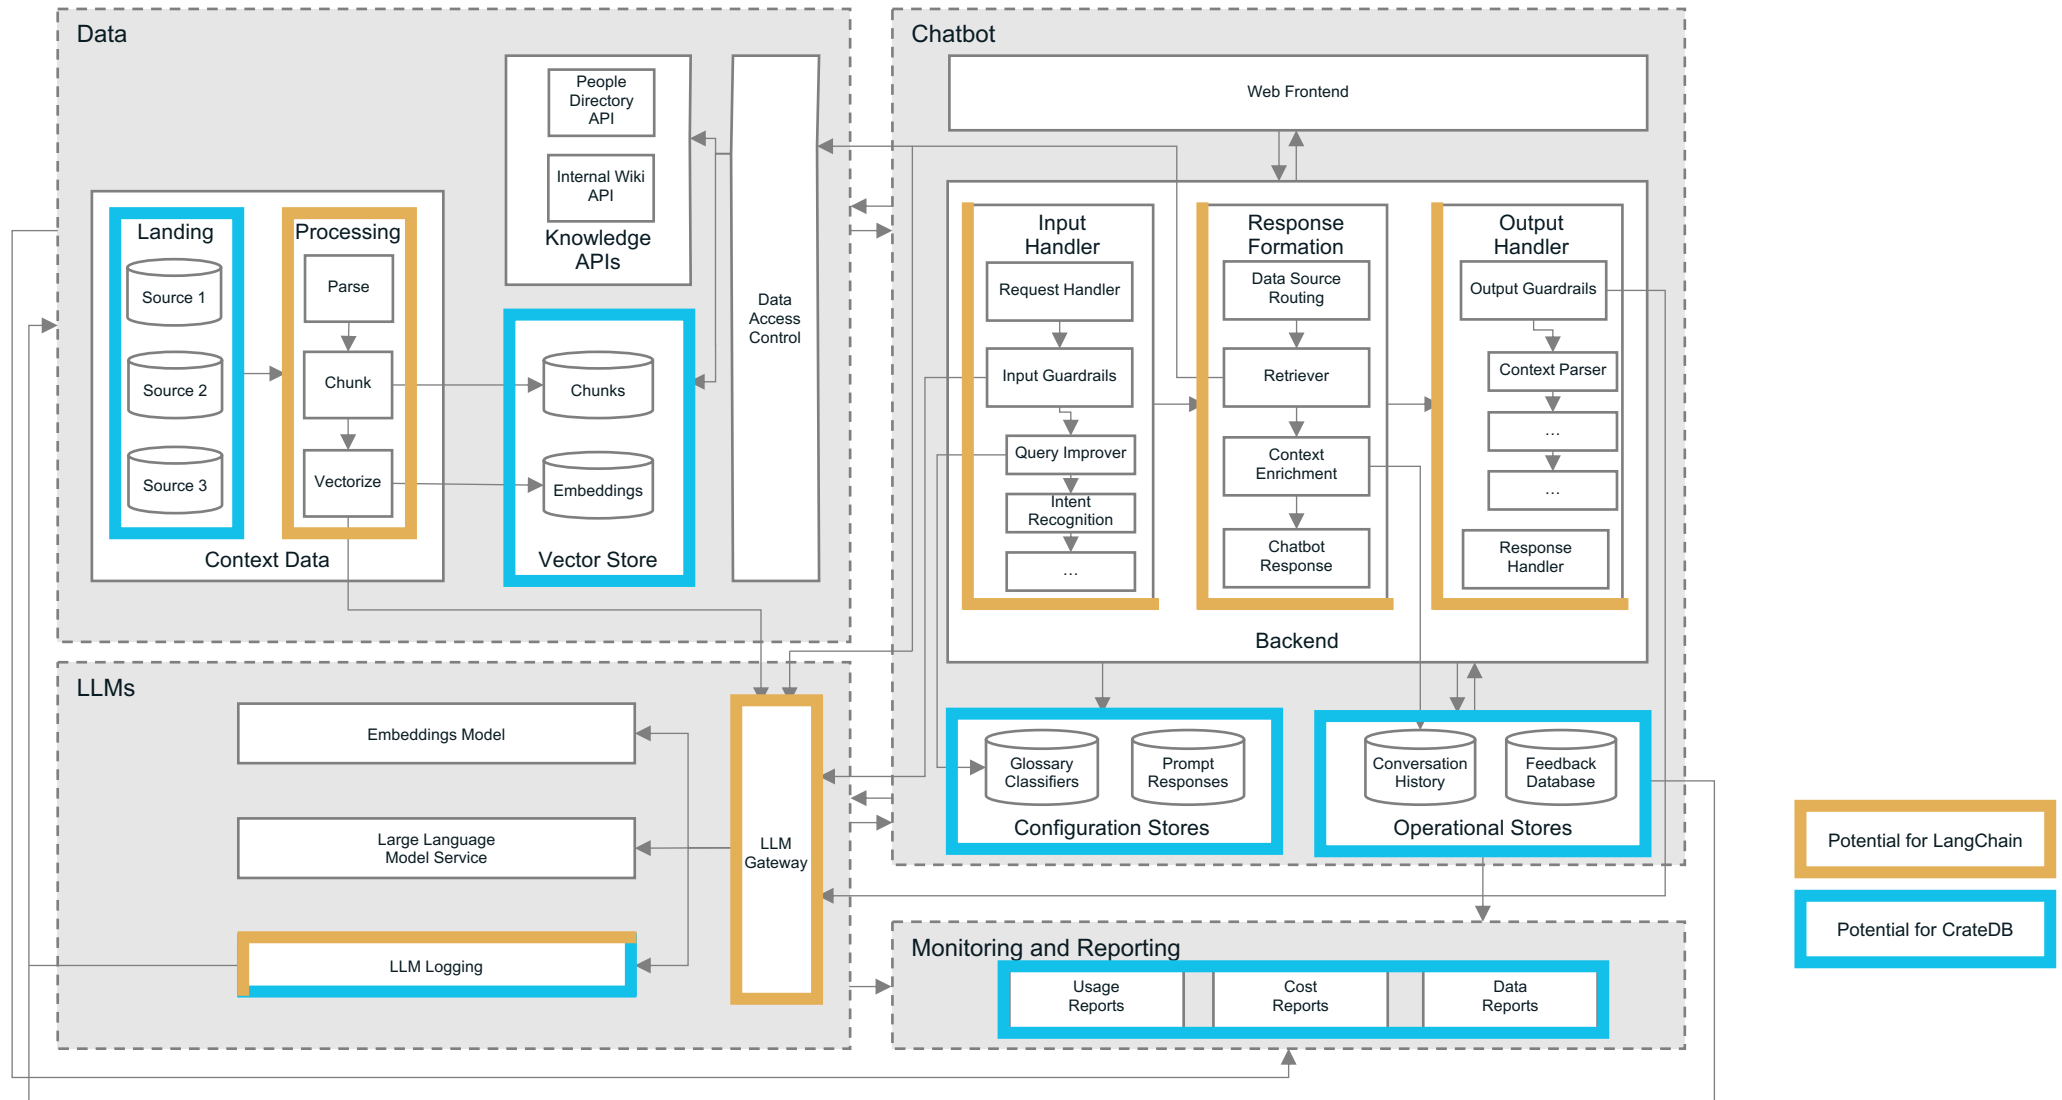 Data
People
Directory
API
Internal Wiki
API
Knowledge
APIs
Landing
Source 1
Source 2
Source 3
Processing
Parse
Chunk
Vectorize
Context Data
Chunks
Embeddings
Vector Store
Data
Access
Control
Chatbot
Web Frontend
Input
Handler
Request Handler
Input Guardrails
Query Improver
Intent
Recognition
...
Response
Formation
Data Source
Routing
Retriever
Context
Enrichment
Chatbot
Response
Output
Handler
Output Guardrails
Context Parser
...
...
Response
Handler
Backend
Glossary
Classifiers
Prompt
Responses
Configuration Stores
Conversation
History
Feedback
Database
Operational Stores
LLMs
Embeddings Model
Large Language
Model Service
LLM Logging
LLM
Gateway
Monitoring and Reporting
Usage
Reports
Cost
Reports
Data
Reports
Potential for LangChain
Potential for CrateDB